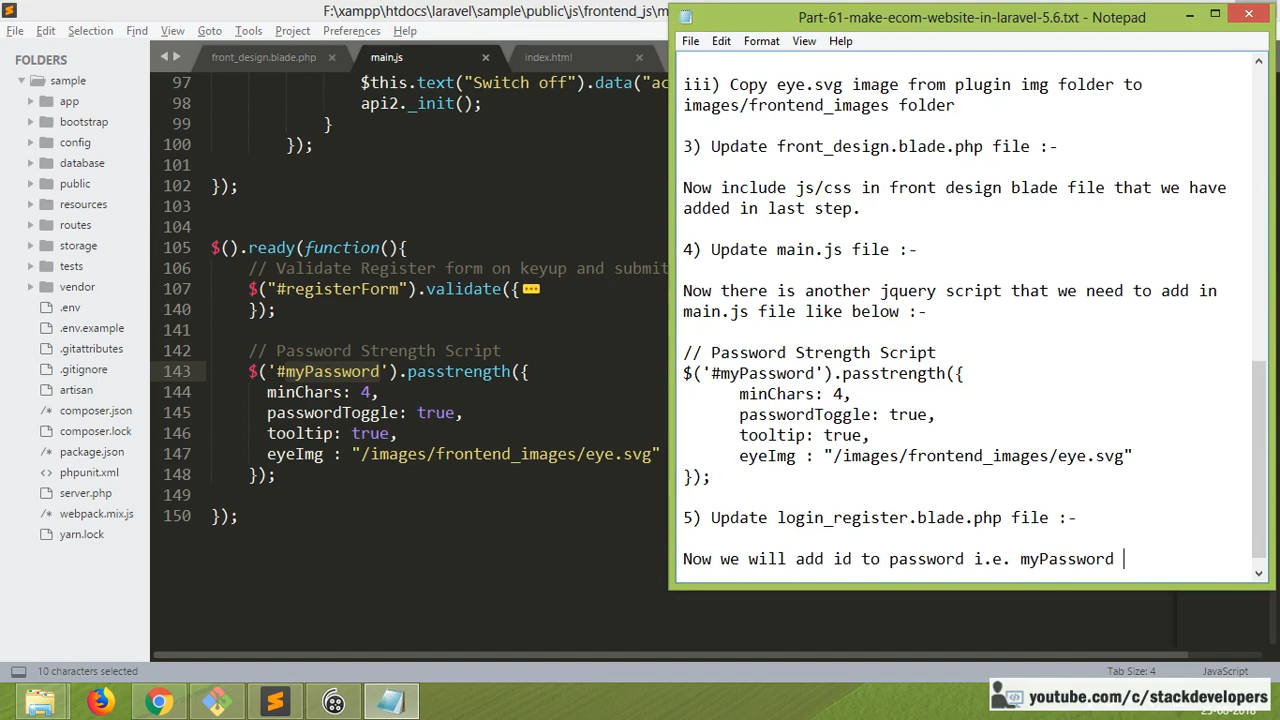 F:\xampp\htdocs\laravel\sample\public\js\frontend_js\m
File Edit Selection Find View Goto Tools Project Preferences Help
FOLDERS
sample
app
bootstrap
config
database
public
resources
routes
storage
tests
vendor
.env
.env.example
.gitattributes
.gitignore
artisan
composer.json
composer.lock
package.json
phpunit.xml
server.php
webpack.mix.js
yarn.lock
front_design.blade.php main.js index.html
97 $this.text("Switch off").data("ac
98 api2._init();
99 }
100 });
101
102 });
103
104
105 $().ready(function(){
106 // Validate Register form on keyup and submit
107 $("#registerForm").validate({
140 });
141
142 // Password Strength Script
143 $('#myPassword').passtrength({
144 minChars: 4,
145 passwordToggle: true,
146 tooltip: true,
147 eyeImg : "/images/frontend_images/eye.svg"
148 });
149
150 });
10 characters selected
Tab Size: 4 JavaScript
Part-61-make-ecom-website-in-laravel-5.6.txt - Notepad
File Edit Format View Help
iii) Copy eye.svg image from plugin img folder to
images/frontend_images folder
3) Update front_design.blade.php file :-
Now include js/css in front design blade file that we have
added in last step.
4) Update main.js file :-
Now there is another jquery script that we need to add in
main.js file like below :-
// Password Strength Script
$('#myPassword').passtrength({
minChars: 4,
passwordToggle: true,
tooltip: true,
eyeImg : "/images/frontend_images/eye.svg"
});
5) Update login_register.blade.php file :-
Now we will add id to password i.e. myPassword
youtube.com/c/stackdevelopers